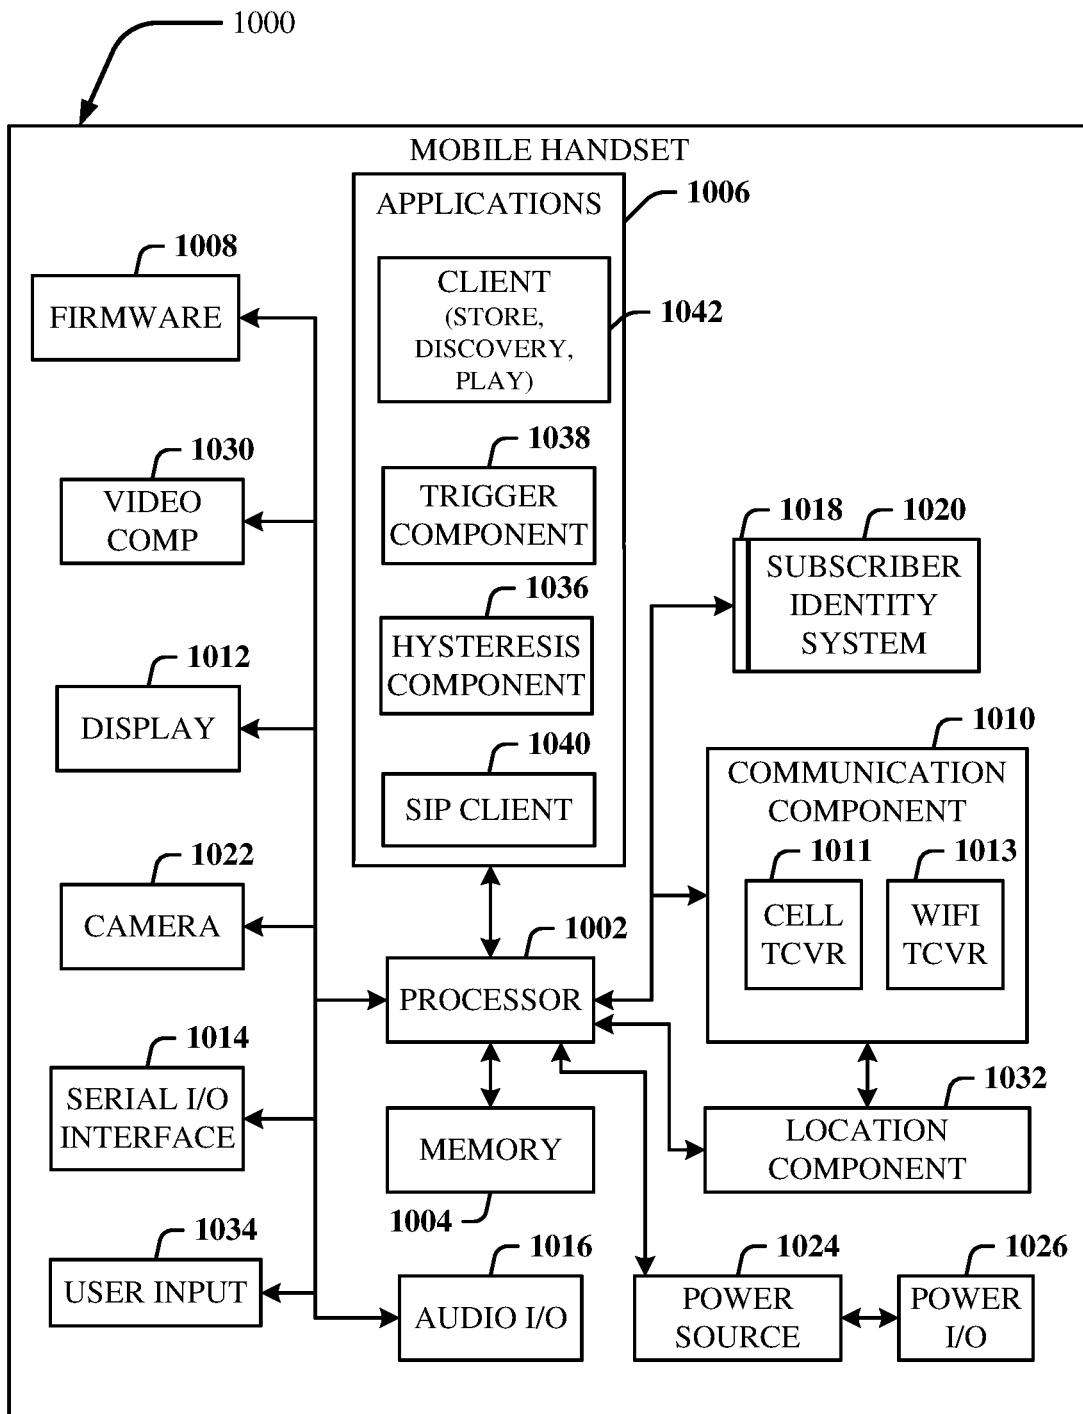 1000
MOBILE HANDSET
APPLICATIONS
1006
CLIENT
(STORE,
DISCOVERY,
PLAY)
1042
1038
TRIGGER
COMPONENT
1036
HYSTERESIS
COMPONENT
1040
SIP CLIENT
1008
FIRMWARE
1030
VIDEO
COMP
1012
DISPLAY
1022
CAMERA
1014
SERIAL I/O
INTERFACE
1034
USER INPUT
1002
PROCESSOR
MEMORY
1004
1016
AUDIO I/O
1018
1020
SUBSCRIBER
IDENTITY
SYSTEM
1010
COMMUNICATION
COMPONENT
1011
CELL
TCVR
1013
WIFI
TCVR
1032
LOCATION
COMPONENT
1024
POWER
SOURCE
1026
POWER
I/O